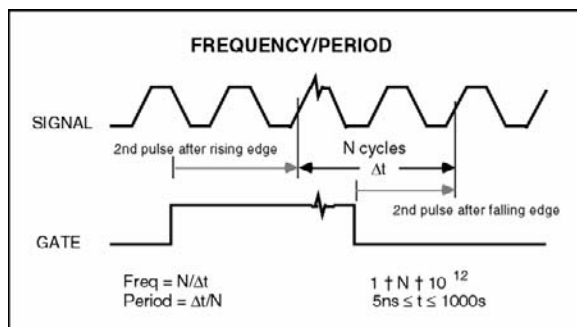 FREQUENCY/PERIOD
SIGNAL
2nd pulse after rising edge
N cycles
Δt
2nd pulse after falling edge
GATE
Freq = N/Δt
Period = Δt/N
1 † N † 10 12
5ns ≤ t ≤ 1000s